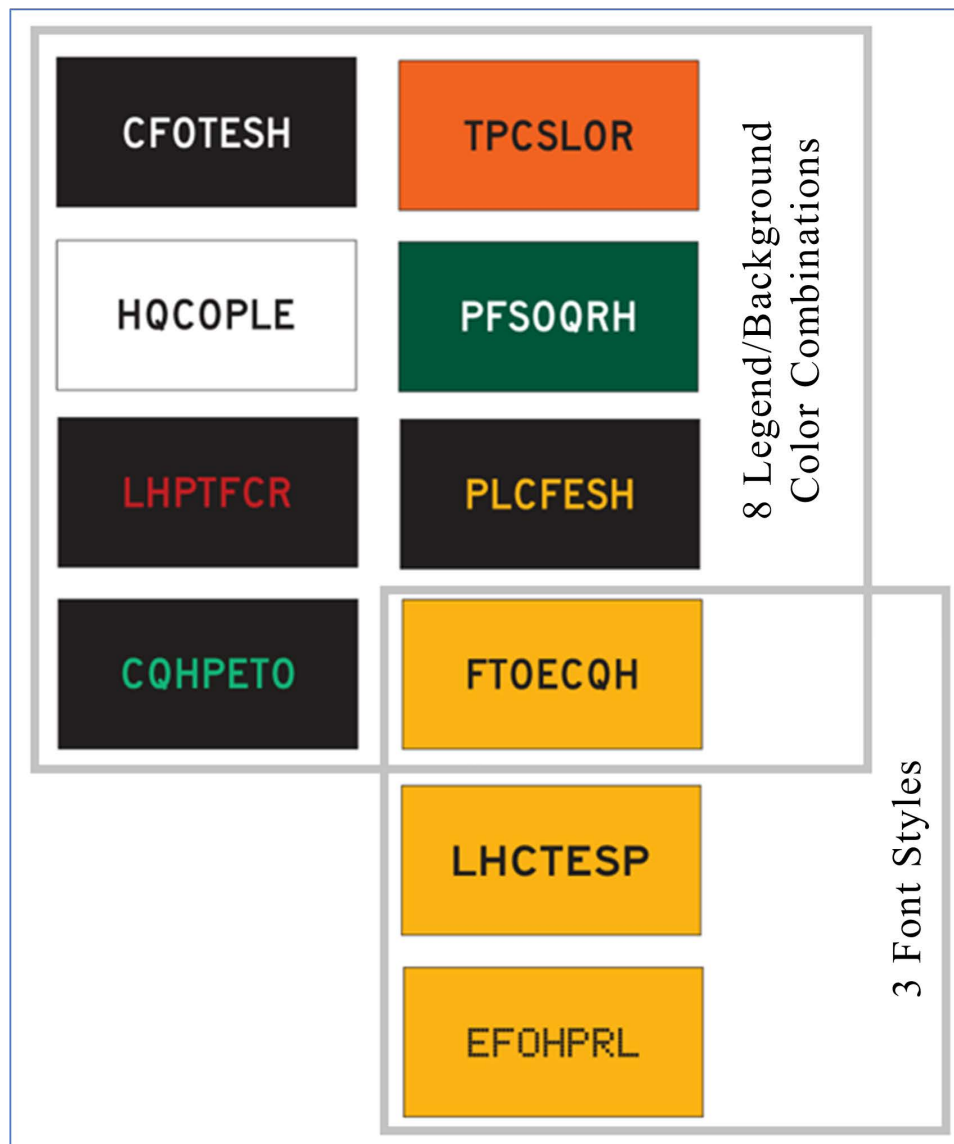 CFOTESH
TPCSLOR
HQCOPLE
PFSOQRH
LHPTFCR
PLCFESH
CQHPETO
FTOECQH
LHCTESP
EFOHPRL
8 Legend/Background
Color Combinations
3 Font Styles